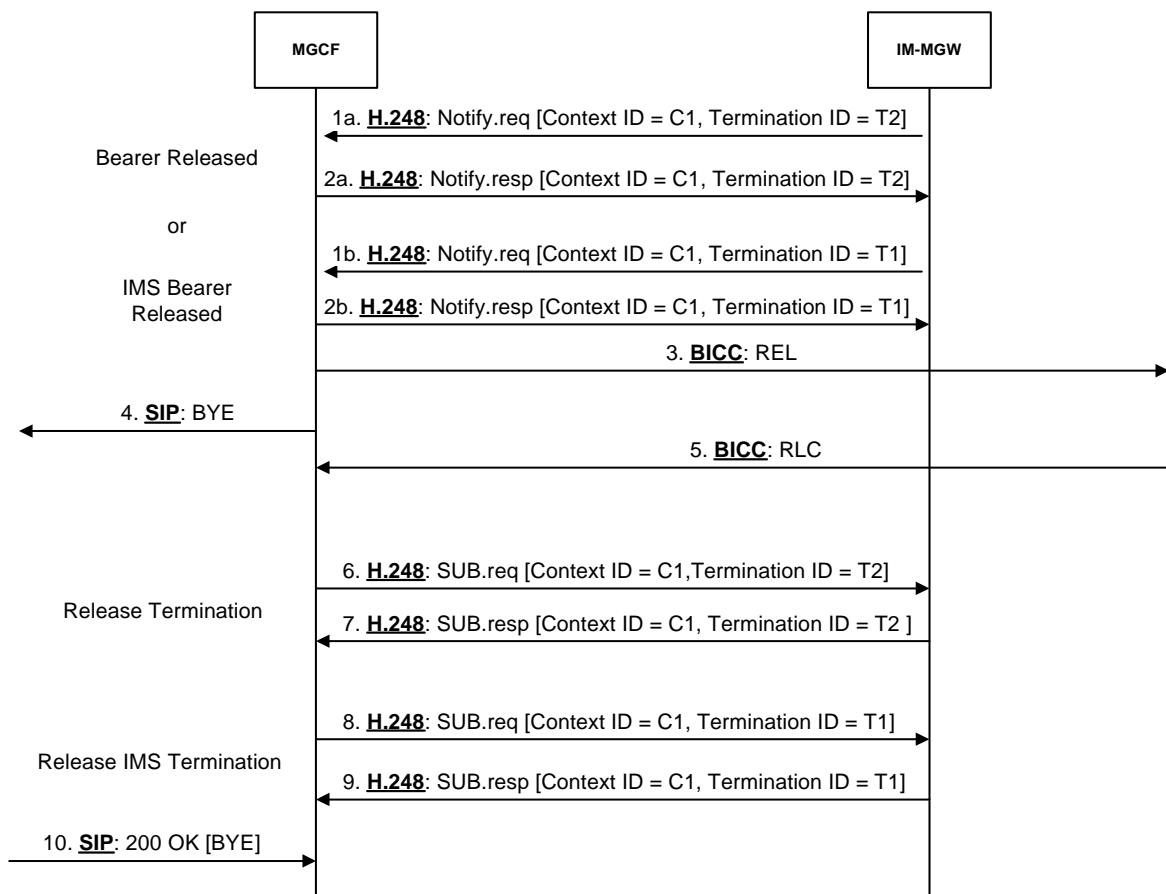 MGCF
IM-MGW
1a. H.248: Notify.req [Context ID = C1, Termination ID = T2]
Bearer Released
2a. H.248: Notify.resp [Context ID = C1, Termination ID = T2]
or
1b. H.248: Notify.req [Context ID = C1, Termination ID = T1]
IMS Bearer
Released
2b. H.248: Notify.resp [Context ID = C1, Termination ID = T1]
3. BICC: REL
4. SIP: BYE
5. BICC: RLC
6. H.248: SUB.req [Context ID = C1,Termination ID = T2]
Release Termination
7. H.248: SUB.resp [Context ID = C1, Termination ID = T2 ]
8. H.248: SUB.req [Context ID = C1, Termination ID = T1]
Release IMS Termination
9. H.248: SUB.resp [Context ID = C1, Termination ID = T1]
10. SIP: 200 OK [BYE]